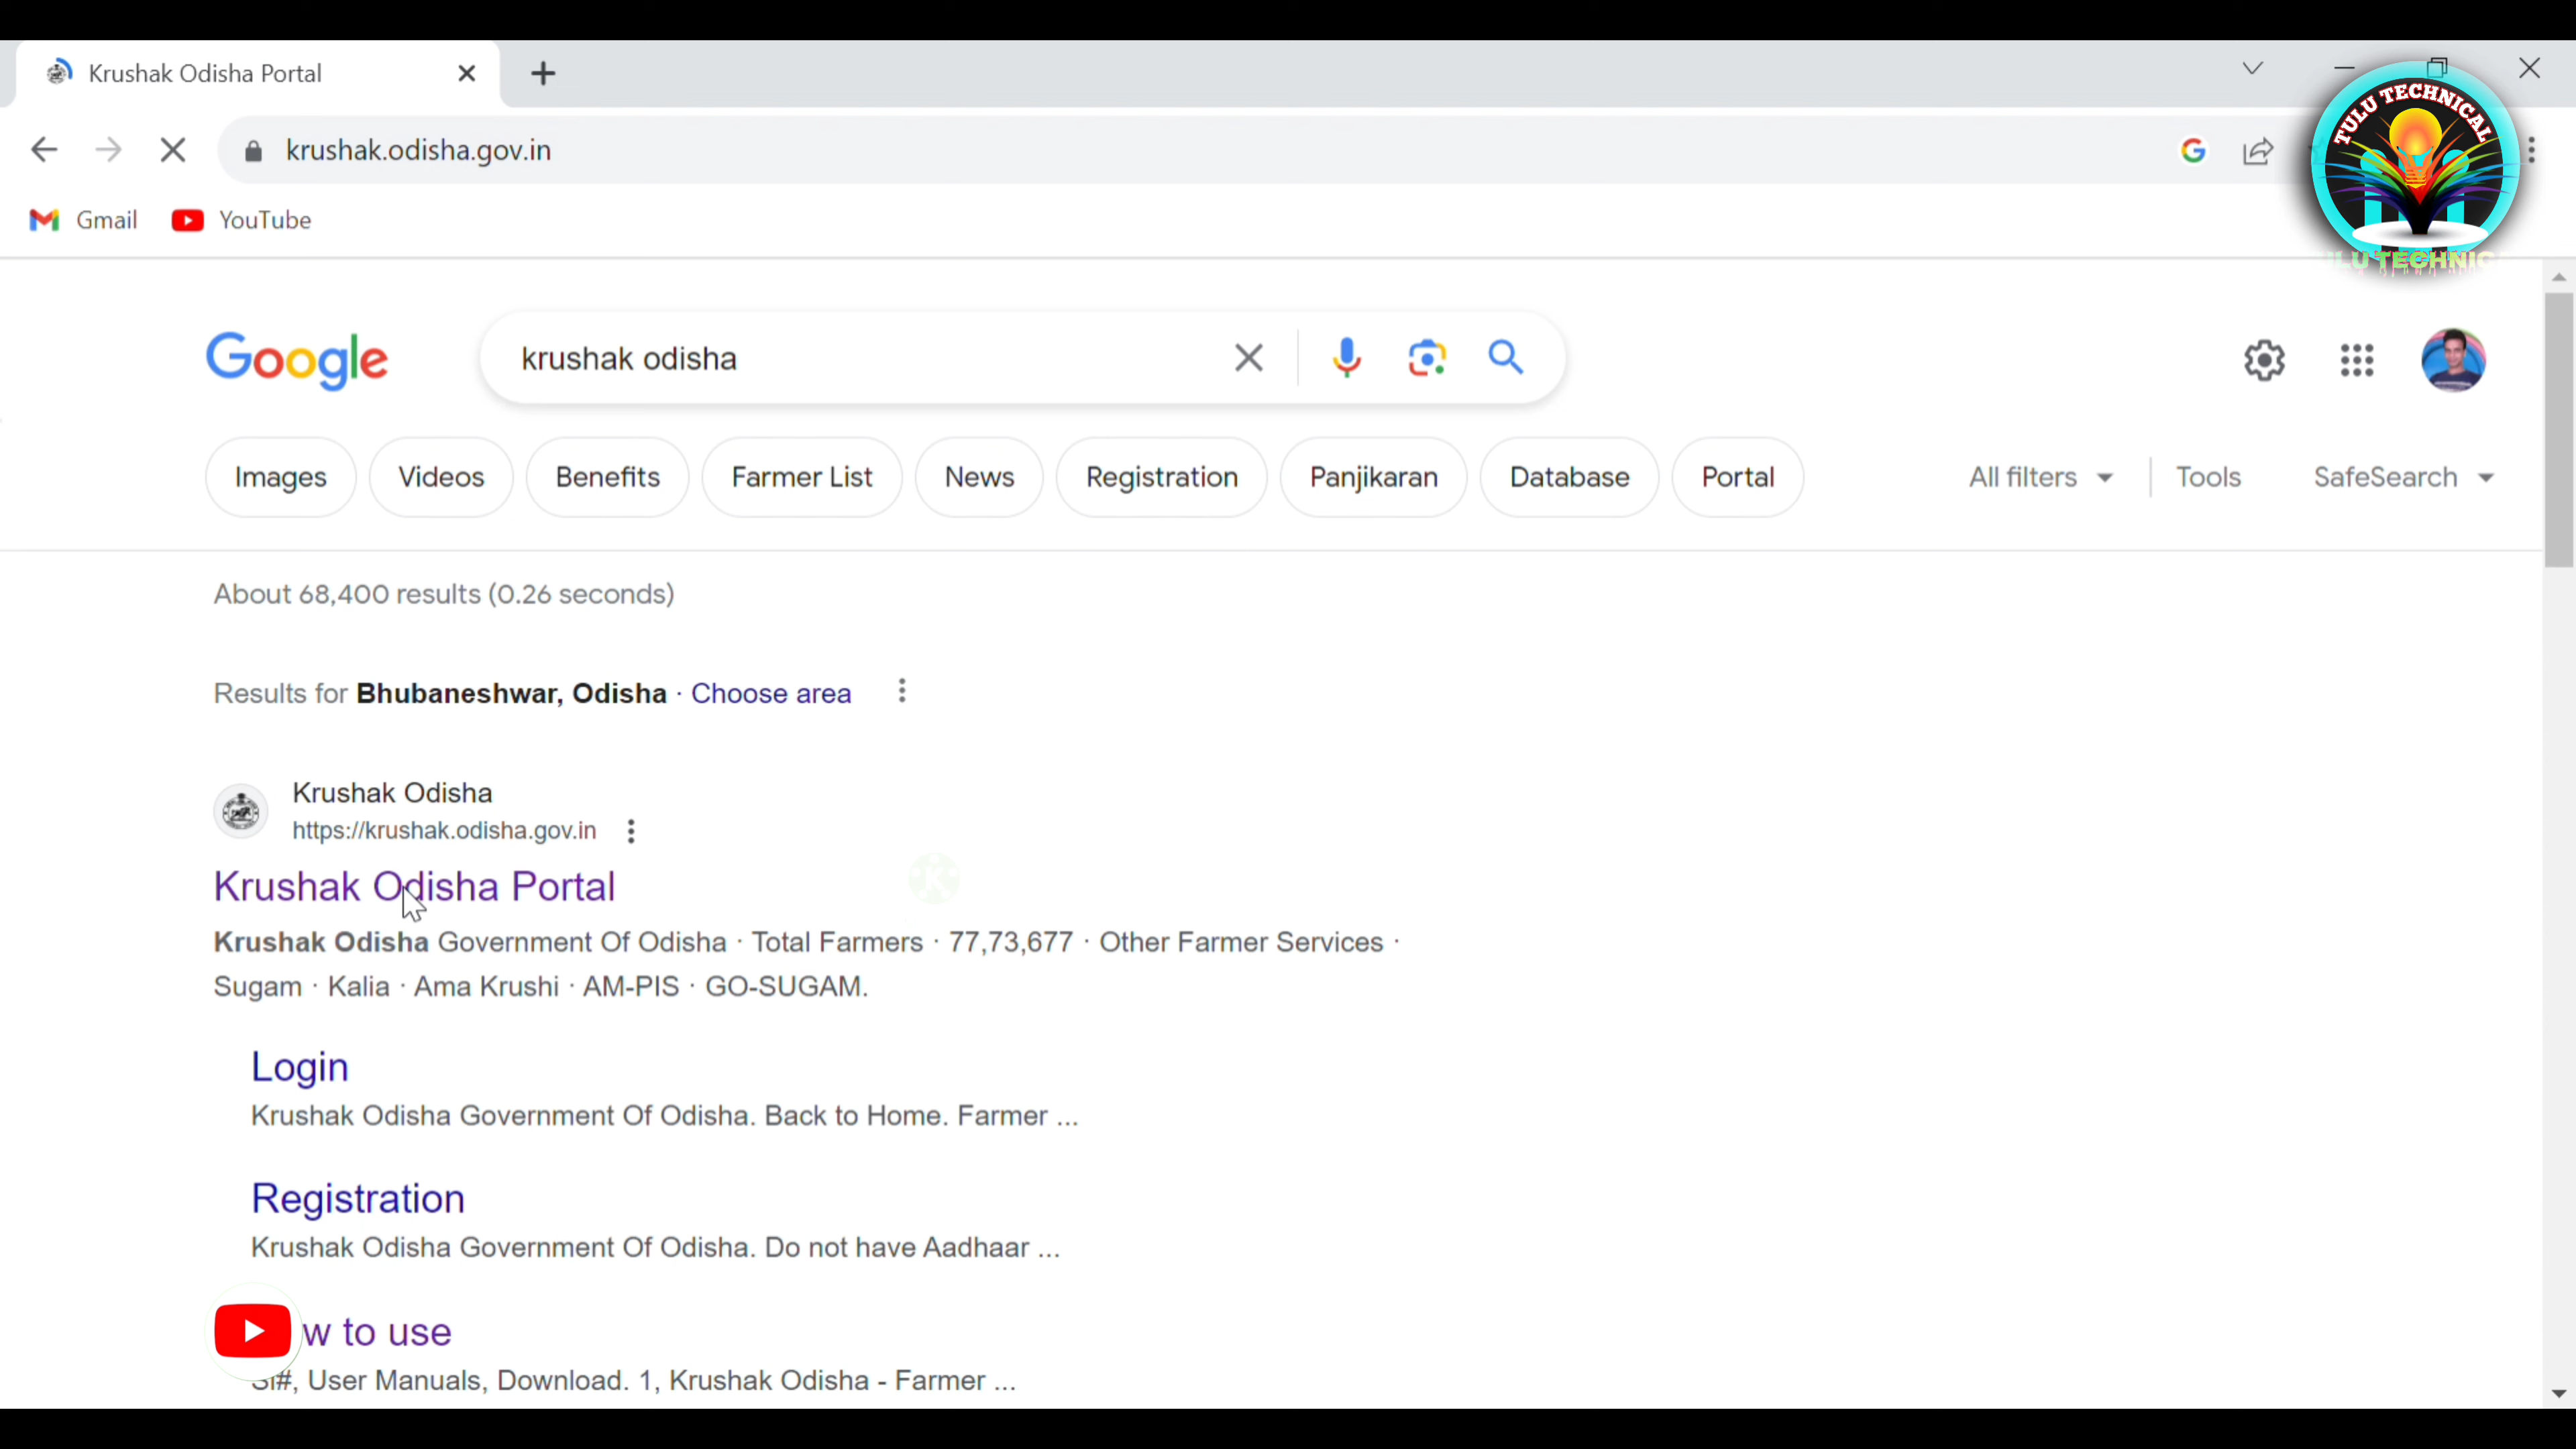 Krushak Odisha Portal
krushak.odisha.gov.in
TULU TECHNICAL
Gmail YouTube
LU TECHNIC
Google krushak odisha
Images Videos Benefits Farmer List News Registration Panjikaran Database Portal All filters Tools SafeSearch
About 68,400 results (0.26 seconds)
Results for Bhubaneshwar, Odisha · Choose area
Krushak Odisha
https://krushak.odisha.gov.in
Krushak Odisha Portal
Krushak Odisha Government Of Odisha · Total Farmers · 77,73,677 · Other Farmer Services ·
Sugam · Kalia · Ama Krushi · AM-PIS · GO-SUGAM.
Login
Krushak Odisha Government Of Odisha. Back to Home. Farmer ...
Registration
Krushak Odisha Government Of Odisha. Do not have Aadhaar ...
w to use
Sl#, User Manuals, Download. 1, Krushak Odisha - Farmer ...